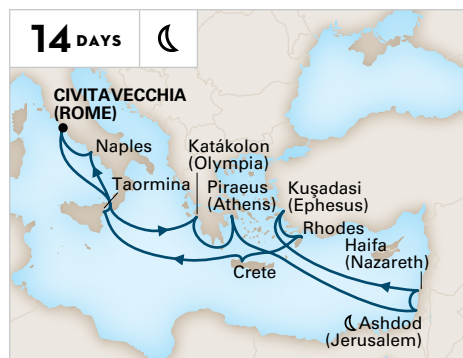 14 DAYS
CIVITAVECCHIA
(ROME)
Naples
Taormina
Katákolon
(Olympia)
Piraeus
(Athens)
Kuşadasi
(Ephesus)
Rhodes
Haifa
(Nazareth)
Crete
Ashdod
(Jerusalem)